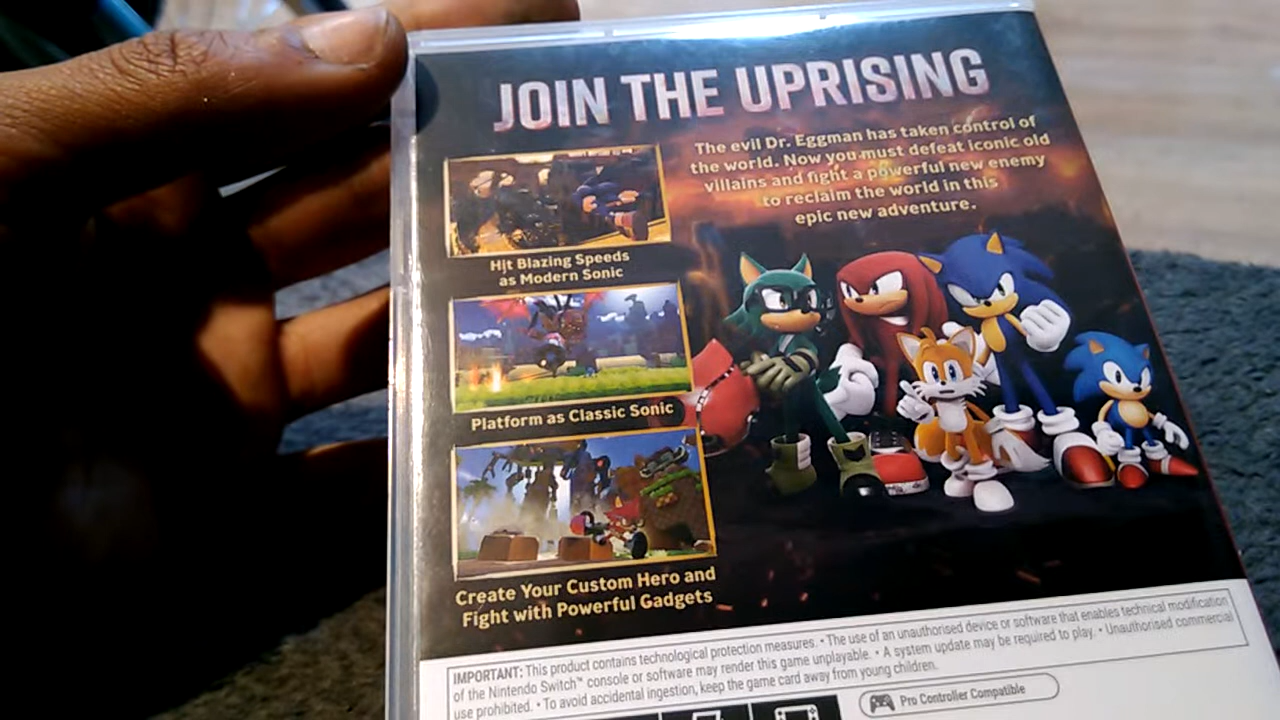 JOIN THE UPRISING
The evil Dr. Eggman has taken control of
the world. Now you must defeat iconic old
villains and fight a powerful new enemy
to reclaim the world in this
epic new adventure.
Hit Blazing Speeds
as Modern Sonic
Platform as Classic Sonic
Create Your Custom Hero and
Fight with Powerful Gadgets
IMPORTANT: This product contains technological protection measures. • The use of an unauthorised device or software that enables technical modification
of the Nintendo Switch™ console or software may render this game unplayable. • A system update may be required to play. • Unauthorised commercial
use prohibited. • To avoid accidental ingestion, keep the game card away from young children.
Pro Controller Compatible